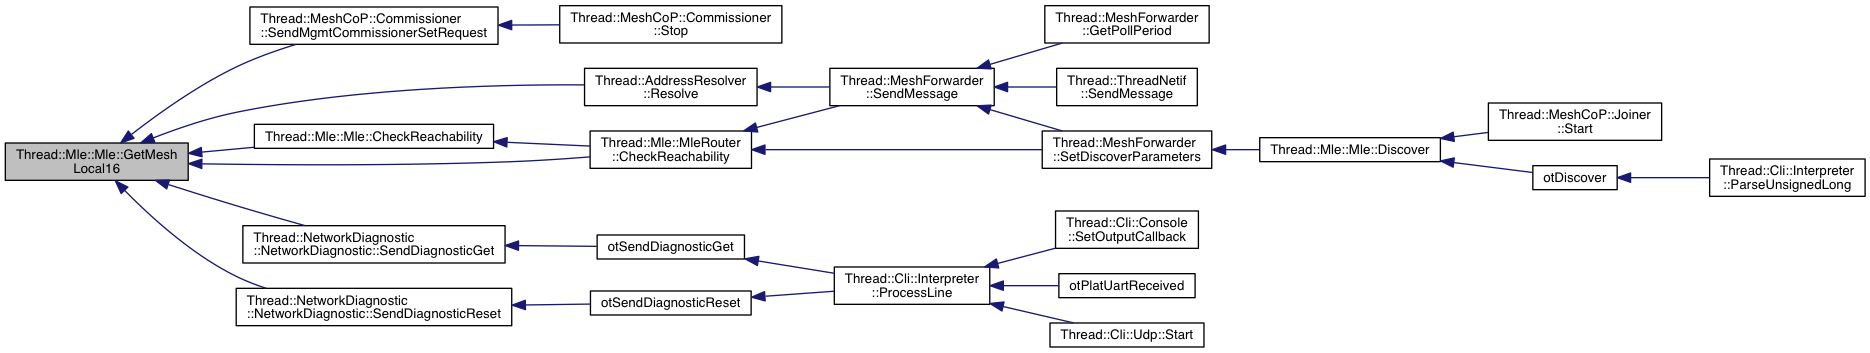 Thread::Mle::Mle::GetMesh
Local16
Thread::MeshCoP::Commissioner
::SendMgmtCommissionerSetRequest
Thread::MeshCoP::Commissioner
::Stop
Thread::AddressResolver
::Resolve
Thread::MeshForwarder
::SendMessage
Thread::MeshForwarder
::GetPollPeriod
Thread::ThreadNetif
::SendMessage
Thread::Mle::Mle::CheckReachability
Thread::Mle::MleRouter
::CheckReachability
Thread::MeshForwarder
::SetDiscoverParameters
Thread::Mle::Mle::Discover
Thread::MeshCoP::Joiner
::Start
otDiscover
Thread::Cli::Interpreter
::ParseUnsignedLong
Thread::NetworkDiagnostic
::NetworkDiagnostic::SendDiagnosticGet
otSendDiagnosticGet
Thread::NetworkDiagnostic
::NetworkDiagnostic::SendDiagnosticReset
otSendDiagnosticReset
Thread::Cli::Interpreter
::ProcessLine
Thread::Cli::Console
::SetOutputCallback
otPlatUartReceived
Thread::Cli::Udp::Start